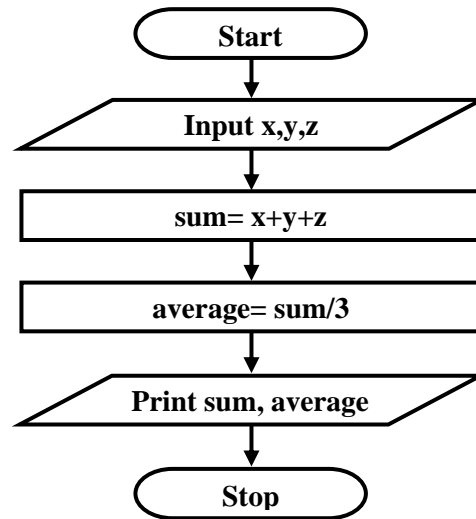 Start
Input x,y,z
sum= x+y+z
average= sum/3
Print sum, average
Stop